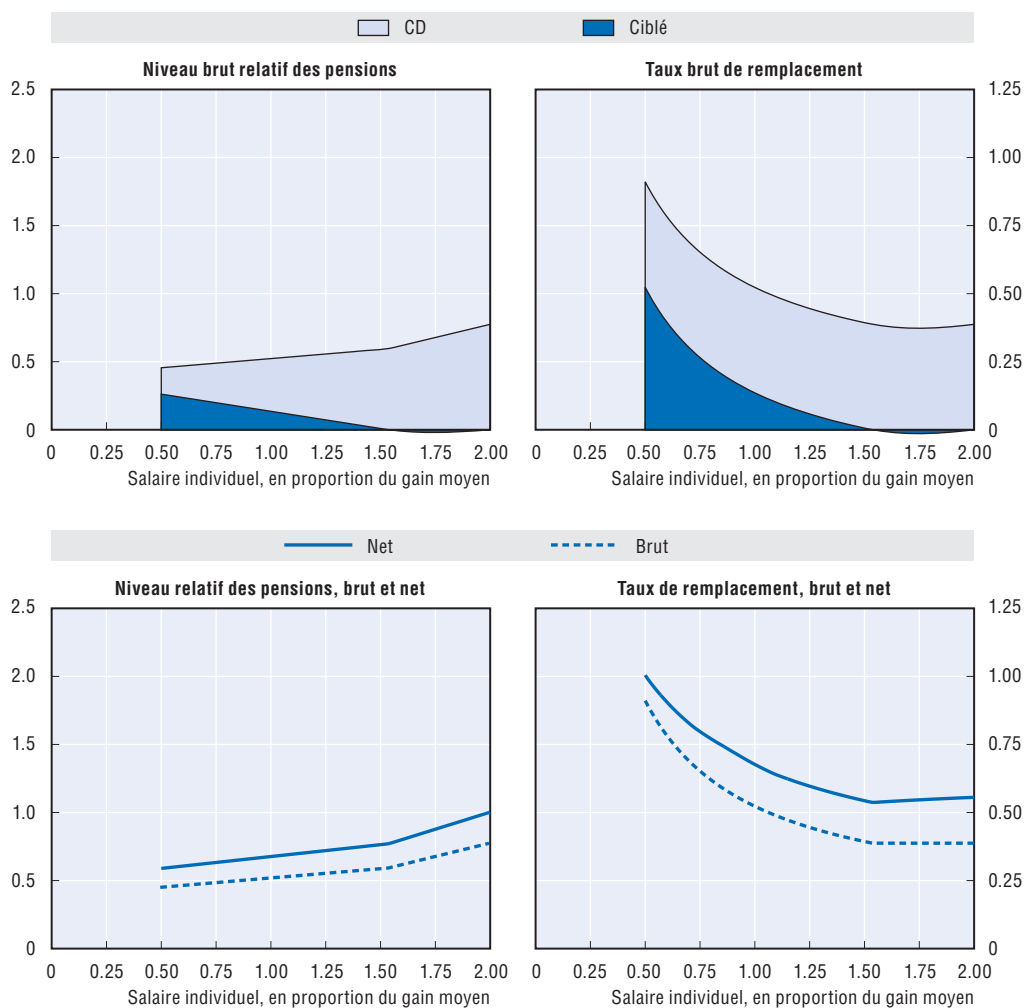 CD Ciblé
Niveau brut relatif des pensions
2.5
2.0
1.5
1.0
0.5
0
0 0.25 0.50 0.75 1.00 1.25 1.50 1.75 2.00
Salaire individuel, en proportion du gain moyen
Taux brut de remplacement
1.25
1.00
0.75
0.50
0.25
0
0 0.25 0.50 0.75 1.00 1.25 1.50 1.75 2.00
Salaire individuel, en proportion du gain moyen
Net Brut
Niveau relatif des pensions, brut et net
2.5
2.0
1.5
1.0
0.5
0
0 0.25 0.50 0.75 1.00 1.25 1.50 1.75 2.00
Salaire individuel, en proportion du gain moyen
Taux de remplacement, brut et net
1.25
1.00
0.75
0.50
0.25
0
0 0.25 0.50 0.75 1.00 1.25 1.50 1.75 2.00
Salaire individuel, en proportion du gain moyen